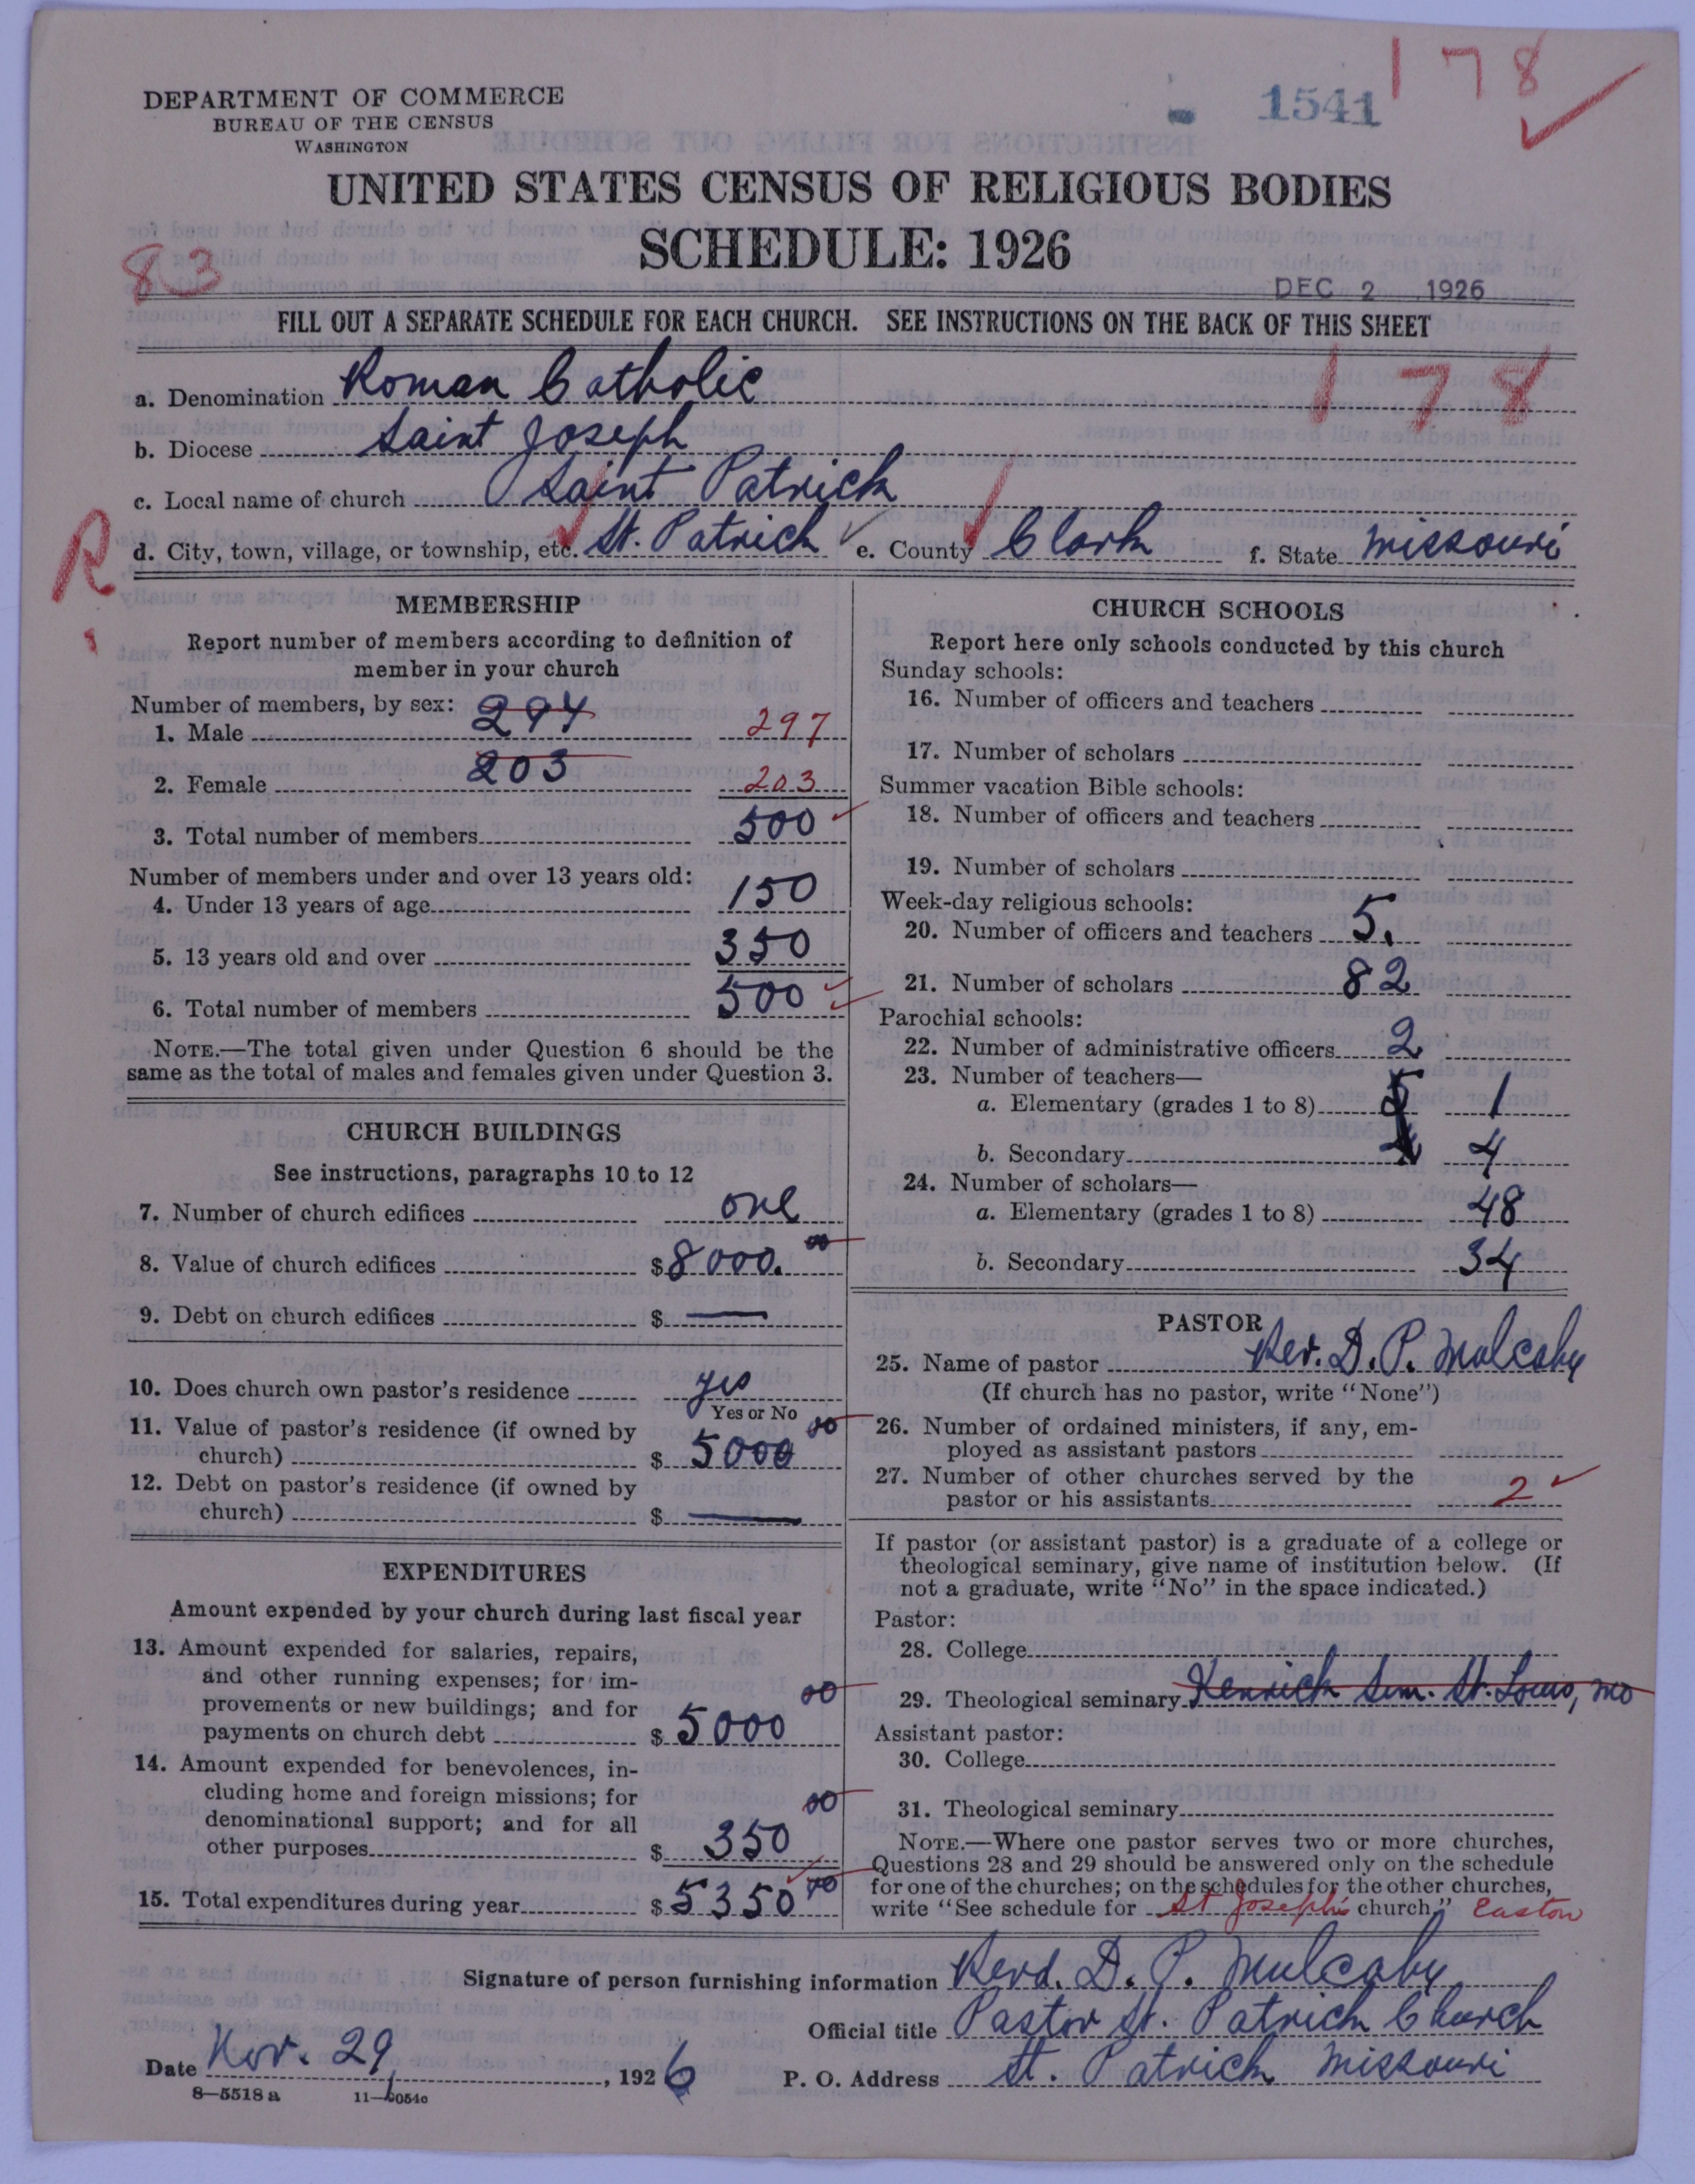 DEPARTMENT OF COMMERCE
BUREAU OF THE CENSUS
WASHINGTON
1541
178
UNITED STATES CENSUS OF RELIGIOUS BODIES
SCHEDULE: 1926
83
DEC 2 1926
FILL OUT A SEPARATE SCHEDULE FOR EACH CHURCH. SEE INSTRUCTIONS ON THE BACK OF THIS SHEET
178
a. Denomination Roman Catholic
b. Diocese Saint Joseph
c. Local name of church Saint Patrick
R
d. City, town, village, or township, etc. St. Patrick e. County Clark f. State Missouri
MEMBERSHIP
Report number of members according to definition of
member in your church
Number of members, by sex:
1. Male 294 297
2. Female 203 203
3. Total number of members 500
Number of members under and over 13 years old:
4. Under 13 years of age 150
5. 13 years old and over 350
6. Total number of members 500
NOTE.—The total given under Question 6 should be the
same as the total of males and females given under Question 3.
CHURCH BUILDINGS
See instructions, paragraphs 10 to 12
7. Number of church edifices one
8. Value of church edifices $8000.00
9. Debt on church edifices $ —
10. Does church own pastor's residence yes
Yes or No
11. Value of pastor's residence (if owned by
church) $ 5000 00
12. Debt on pastor's residence (if owned by
church) $ —
EXPENDITURES
Amount expended by your church during last fiscal year
13. Amount expended for salaries, repairs,
and other running expenses; for im-
provements or new buildings; and for
payments on church debt $ 5000 00
14. Amount expended for benevolences, in-
cluding home and foreign missions; for
denominational support; and for all
other purposes $ 350 00
15. Total expenditures during year $ 5350 00
CHURCH SCHOOLS
Report here only schools conducted by this church
Sunday schools:
16. Number of officers and teachers
17. Number of scholars
Summer vacation Bible schools:
18. Number of officers and teachers
19. Number of scholars
Week-day religious schools:
20. Number of officers and teachers 5.
21. Number of scholars 82
Parochial schools:
22. Number of administrative officers 2
23. Number of teachers—
a. Elementary (grades 1 to 8) 1
b. Secondary 4
24. Number of scholars—
a. Elementary (grades 1 to 8) 48
b. Secondary 34
PASTOR
25. Name of pastor Rev. D. P. Mulcahy
(If church has no pastor, write "None")
26. Number of ordained ministers, if any, em-
ployed as assistant pastors
27. Number of other churches served by the
pastor or his assistants 2
If pastor (or assistant pastor) is a graduate of a college or
theological seminary, give name of institution below. (If
not a graduate, write "No" in the space indicated.)
Pastor:
28. College
29. Theological seminary Kenrick Sem. St. Louis, Mo
Assistant pastor:
30. College
31. Theological seminary
NOTE.—Where one pastor serves two or more churches,
Questions 28 and 29 should be answered only on the schedule
for one of the churches; on the schedules for the other churches,
write "See schedule for St Joseph's church." Easton
Signature of person furnishing information Revd. D. P. Mulcahy
Official title Pastor St. Patrick Church
Date Nov. 29, 1926 P. O. Address St. Patrick Missouri
8—5518 a